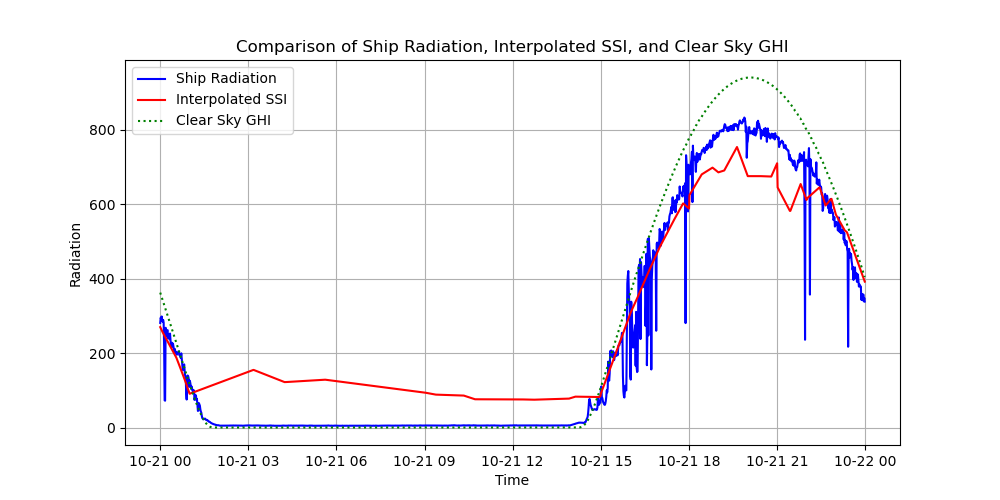 Comparison of Ship Radiation, Interpolated SSI, and Clear Sky GHI
Ship Radiation
Interpolated SSI
Clear Sky GHI
Radiation
800
600
400
200
0
10-21 00 10-21 03 10-21 06 10-21 09 10-21 12 10-21 15 10-21 18 10-21 21 10-22 00
Time